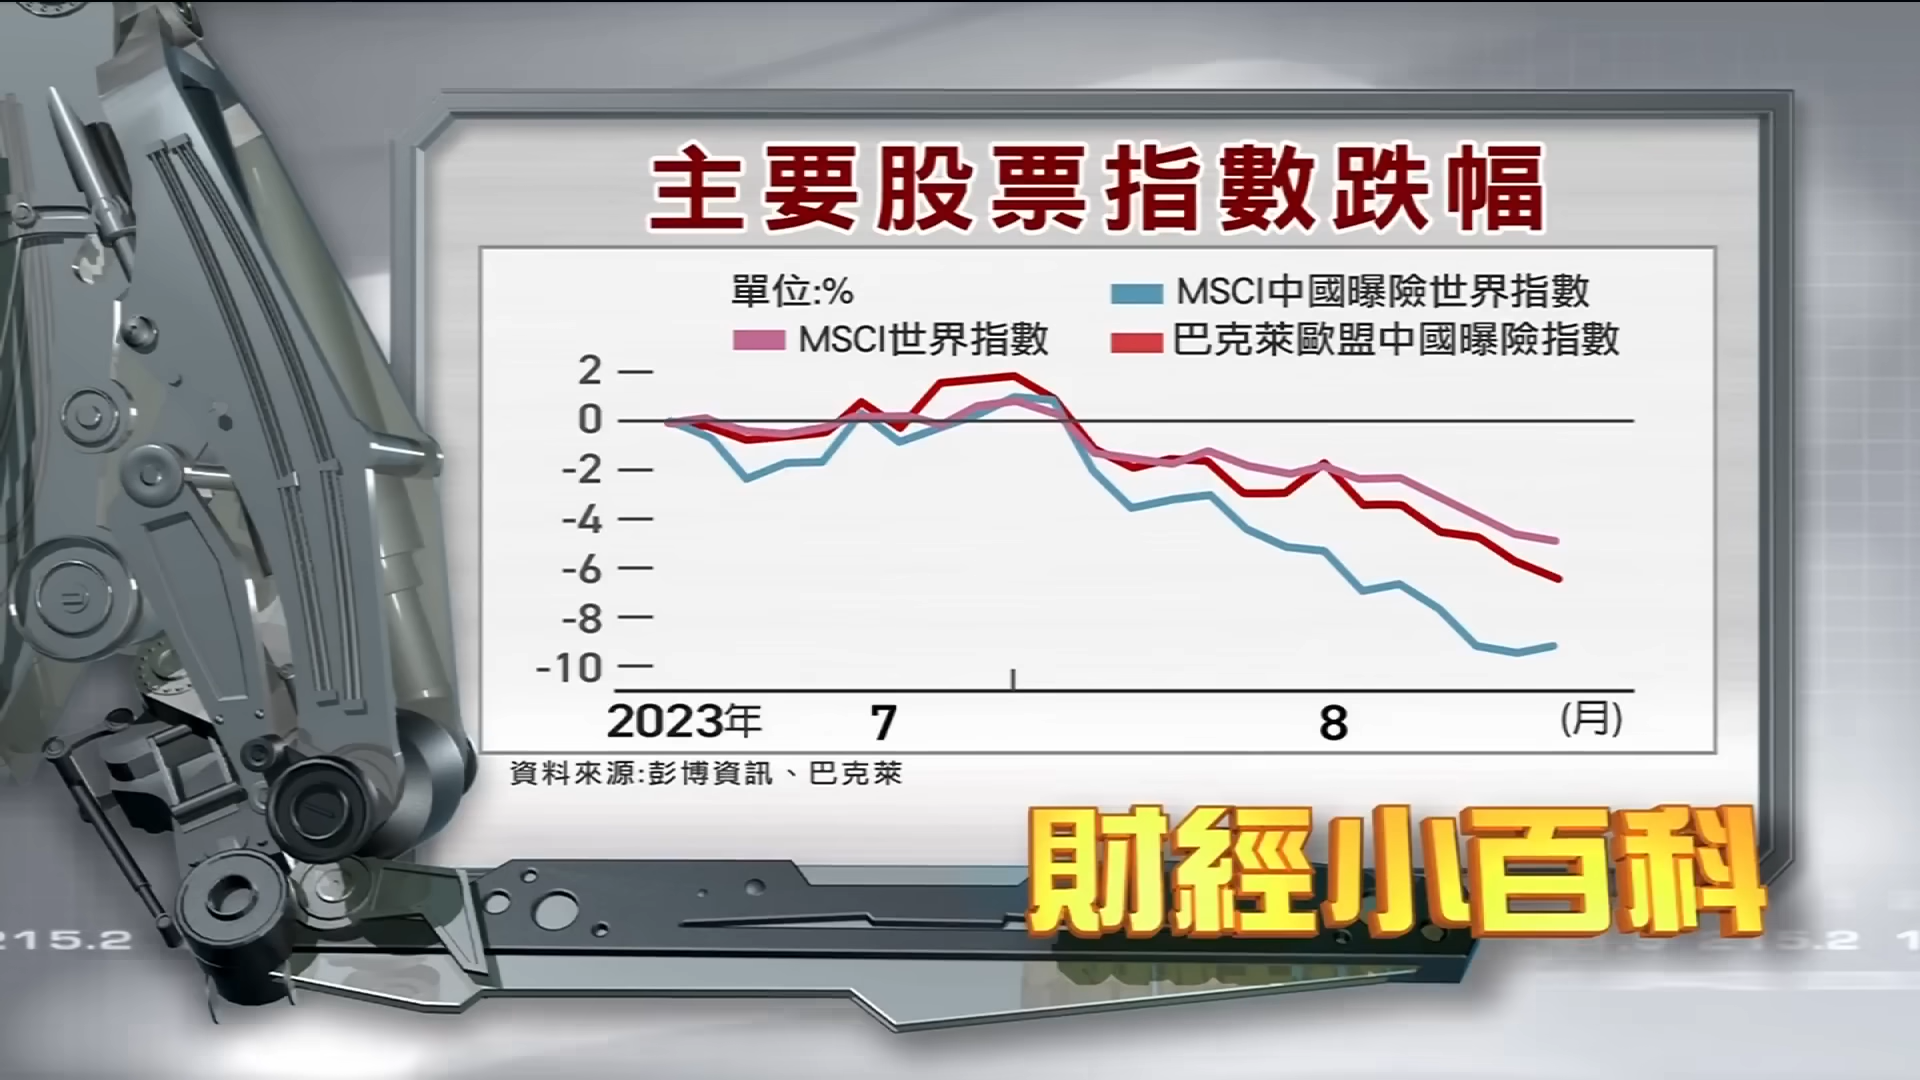 主要股票指數跌幅
單位:%
MSCI中國曝險世界指數
MSCI世界指數
巴克萊歐盟中國曝險指數
2
0
-2
-4
-6
-8
-10
2023年 7 8 (月)
資料來源:彭博資訊、巴克萊
財經小百科
215.2